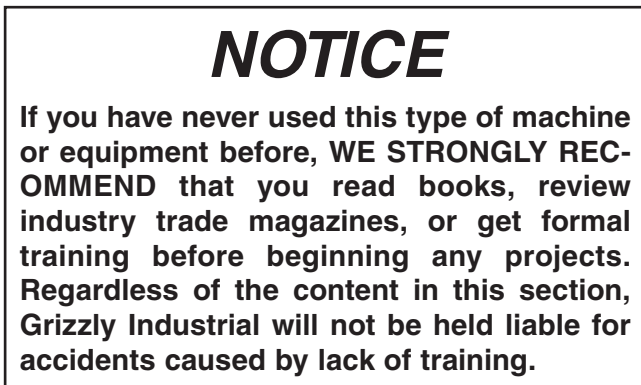 NOTICE
If you have never used this type of machine
or equipment before, WE STRONGLY REC-
OMMEND that you read books, review
industry trade magazines, or get formal
training before beginning any projects.
Regardless of the content in this section,
Grizzly Industrial will not be held liable for
accidents caused by lack of training.